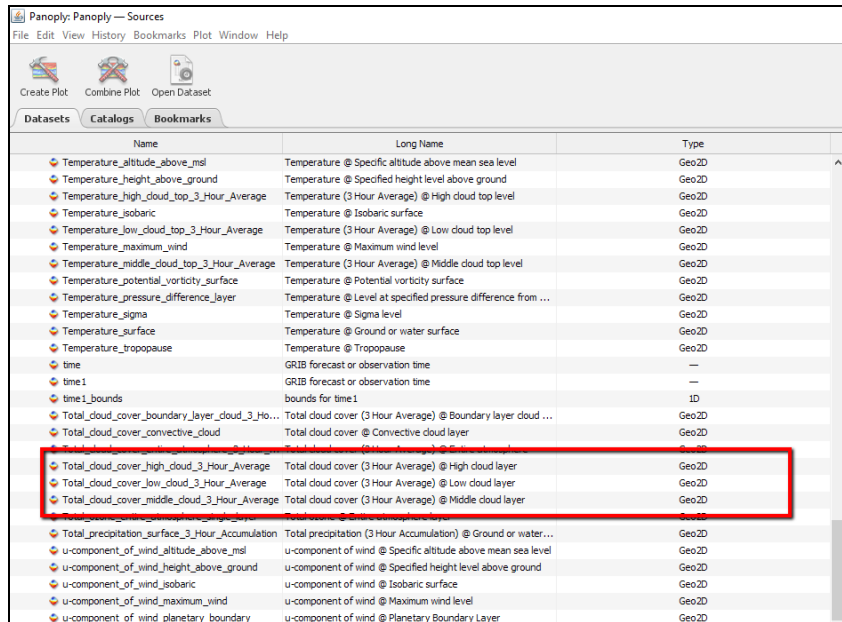 Panoply: Panoply — Sources
File Edit View History Bookmarks Plot Window Help
Create Plot Combine Plot Open Dataset
Datasets Catalogs Bookmarks
Name Long Name Type
Temperature_altitude_above_msl Temperature @ Specific altitude above mean sea level Geo2D
Temperature_height_above_ground Temperature @ Specified height level above ground Geo2D
Temperature_high_cloud_top_3_Hour_Average Temperature (3 Hour Average) @ High cloud top level Geo2D
Temperature_isobaric Temperature @ Isobaric surface Geo2D
Temperature_low_cloud_top_3_Hour_Average Temperature (3 Hour Average) @ Low cloud top level Geo2D
Temperature_maximum_wind Temperature @ Maximum wind level Geo2D
Temperature_middle_cloud_top_3_Hour_Average Temperature (3 Hour Average) @ Middle cloud top level Geo2D
Temperature_potential_vorticity_surface Temperature @ Potential vorticity surface Geo2D
Temperature_pressure_difference_layer Temperature @ Level at specified pressure difference from ... Geo2D
Temperature_sigma Temperature @ Sigma level Geo2D
Temperature_surface Temperature @ Ground or water surface Geo2D
Temperature_tropopause Temperature @ Tropopause Geo2D
time GRIB forecast or observation time —
time1 GRIB forecast or observation time —
time1_bounds bounds for time1 1D
Total_cloud_cover_boundary_layer_cloud_3_Ho... Total cloud cover (3 Hour Average) @ Boundary layer cloud ... Geo2D
Total_cloud_cover_convective_cloud Total cloud cover @ Convective cloud layer Geo2D
Total_cloud_cover_high_cloud_3_Hour_Average Total cloud cover (3 Hour Average) @ High cloud layer Geo2D
Total_cloud_cover_low_cloud_3_Hour_Average Total cloud cover (3 Hour Average) @ Low cloud layer Geo2D
Total_cloud_cover_middle_cloud_3_Hour_Average Total cloud cover (3 Hour Average) @ Middle cloud layer Geo2D
Total_precipitation_surface_3_Hour_Accumulation Total precipitation (3 Hour Accumulation) @ Ground or water... Geo2D
u-component_of_wind_altitude_above_msl u-component of wind @ Specific altitude above mean sea level Geo2D
u-component_of_wind_height_above_ground u-component of wind @ Specified height level above ground Geo2D
u-component_of_wind_isobaric u-component of wind @ Isobaric surface Geo2D
u-component_of_wind_maximum_wind u-component of wind @ Maximum wind level Geo2D
u-component_of_wind_planetary_boundary u-component of wind @ Planetary Boundary Layer Geo2D